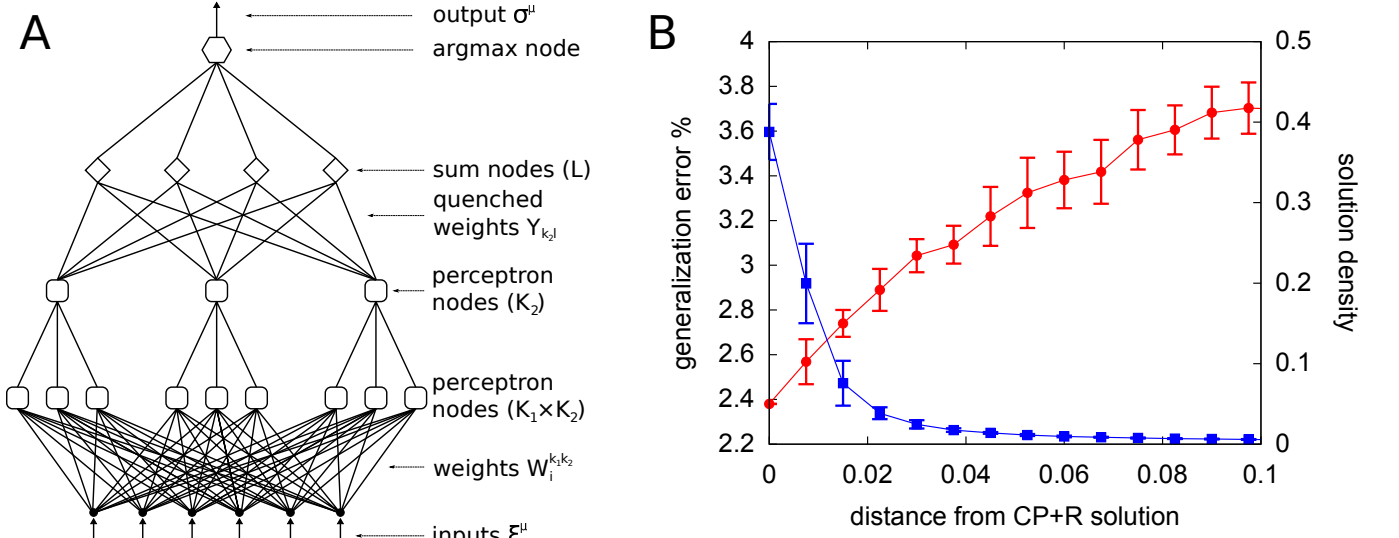 A
output σ^μ
argmax node
sum nodes (L)
quenched
weights Y_{k₂l}
perceptron
nodes (K₂)
perceptron
nodes (K₁×K₂)
weights W_i^{k₁k₂}
inputs ξ^μ
B
generalization error %
4
3.8
3.6
3.4
3.2
3
2.8
2.6
2.4
2.2
0
0.02
0.04
0.06
0.08
0.1
distance from CP+R solution
0.5
0.4
0.3
0.2
0.1
0
solution density